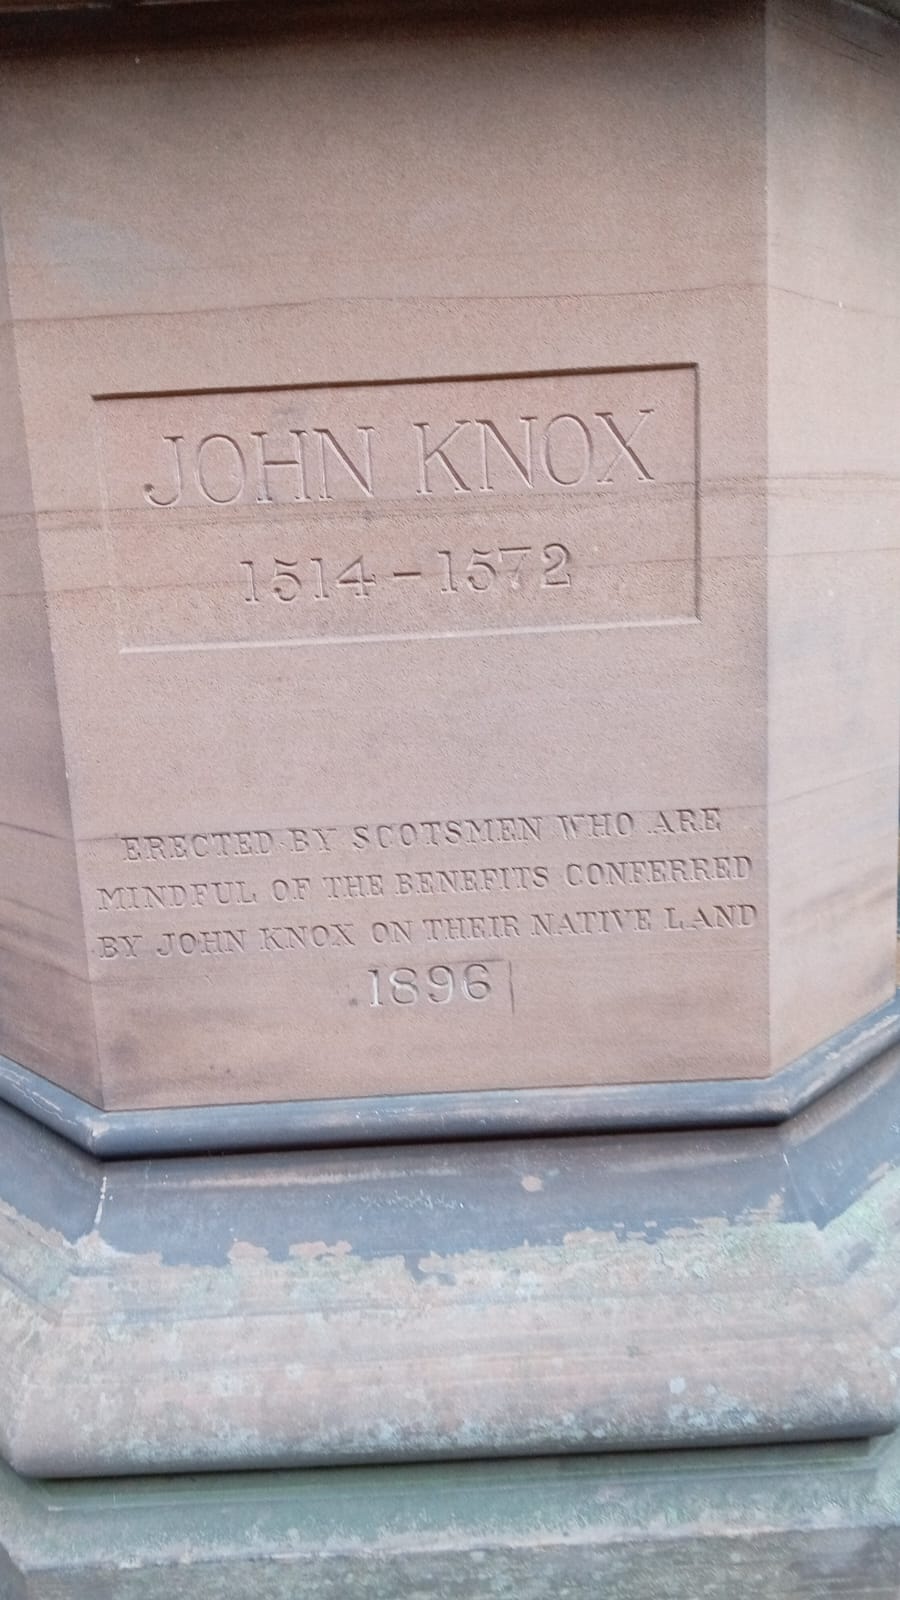 JOHN KNOX
1514 – 1572
ERECTED BY SCOTSMEN WHO ARE
MINDFUL OF THE BENEFITS CONFERRED
BY JOHN KNOX ON THEIR NATIVE LAND
1896